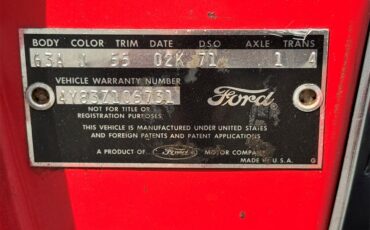 BODY COLOR TRIM DATE D.S.O. AXLE TRANS
63A 56 02K 71 1 4
VEHICLE WARRANTY NUMBER
Ford
NOT FOR TITLE OR
REGISTRATION PURPOSES
THIS VEHICLE IS MANUFACTURED UNDER UNITED STATES
AND FOREIGN PATENTS AND PATENT APPLICATIONS
A PRODUCT OF Ford MOTOR COMPANY
MADE IN U.S.A. G